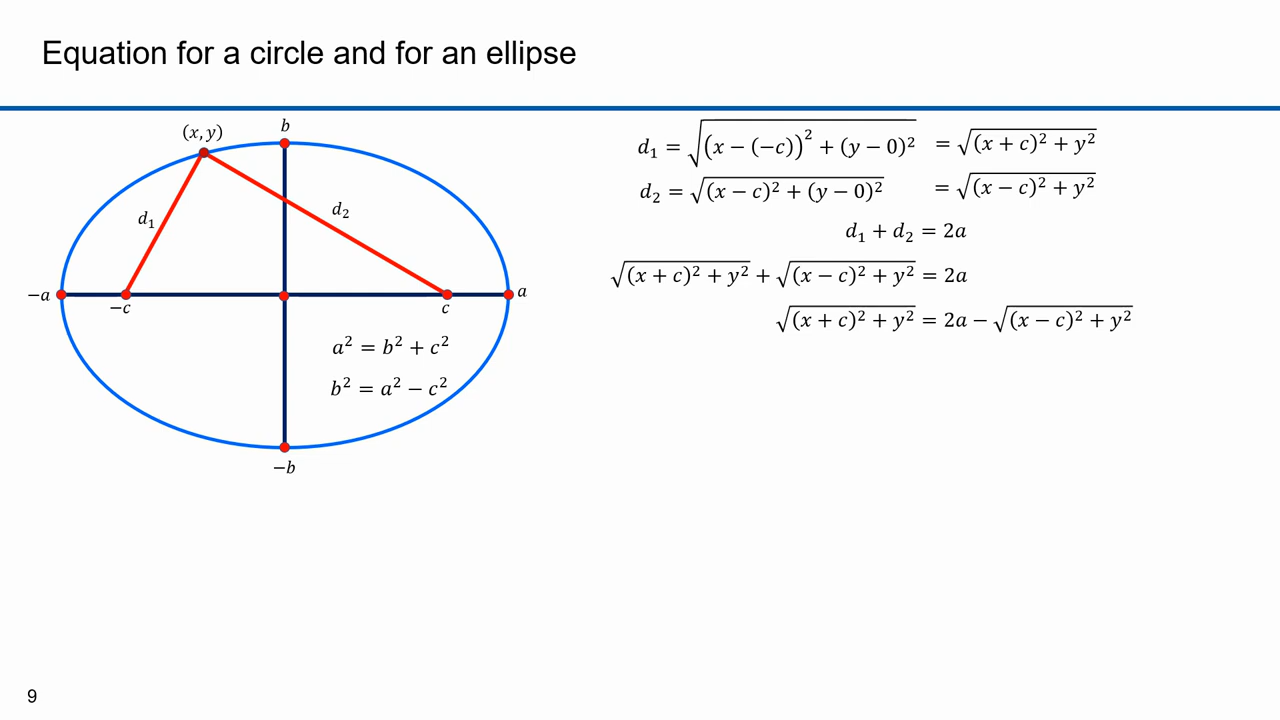 Equation for a circle and for an ellipse
(x, y)
b
d₁
d₂
−a
−c
c
a
a² = b² + c²
b² = a² − c²
−b
d₁ = √((x − (−c))² + (y − 0)²) = √((x + c)² + y²)
d₂ = √((x − c)² + (y − 0)²) = √((x − c)² + y²)
d₁ + d₂ = 2a
√((x + c)² + y²) + √((x − c)² + y²) = 2a
√((x + c)² + y²) = 2a − √((x − c)² + y²)
9